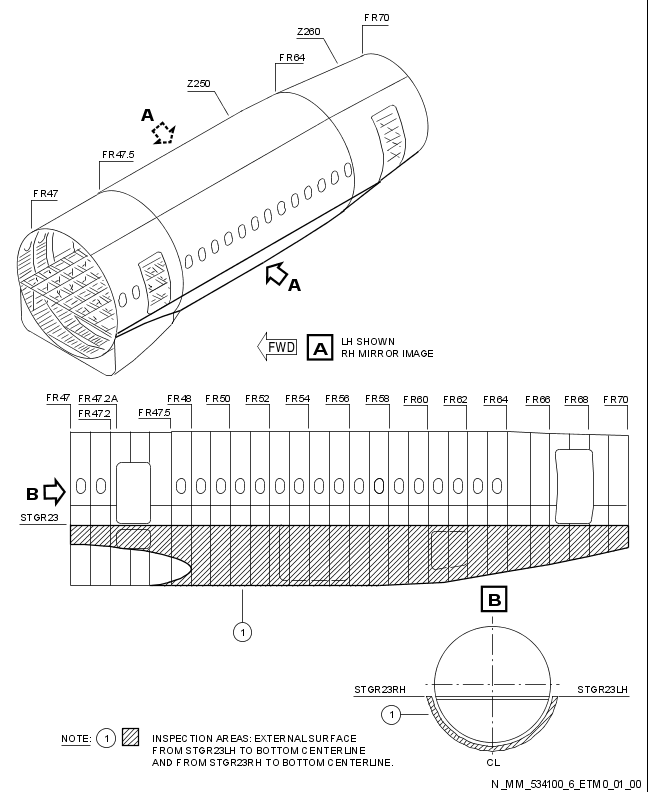 FR70
Z260
FR64
Z250
A
FR47.5
FR47
A
FWD
A
LH SHOWN
RH MIRROR IMAGE
FR47 FR47.2A FR48 FR50 FR52 FR54 FR56 FR58 FR60 FR62 FR64 FR66 FR68 FR70
FR47.2 FR47.5
B
STGR23
1
B
STGR23RH STGR23LH
1
CL
NOTE: 1 INSPECTION AREAS: EXTERNAL SURFACE
FROM STGR23LH TO BOTTOM CENTERLINE
AND FROM STGR23RH TO BOTTOM CENTERLINE.
N_MM_534100_6_ETM0_01_00